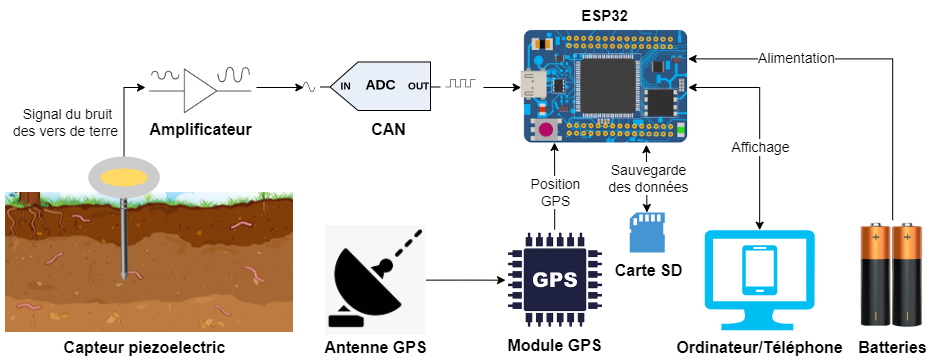 ESP32
Alimentation
IN
ADC
OUT
Signal du bruit
des vers de terre
Amplificateur
CAN
Affichage
Position
GPS
Sauvegarde
des données
GPS
Carte SD
Capteur piezoelectric
Antenne GPS
Module GPS
Ordinateur/Téléphone
Batteries